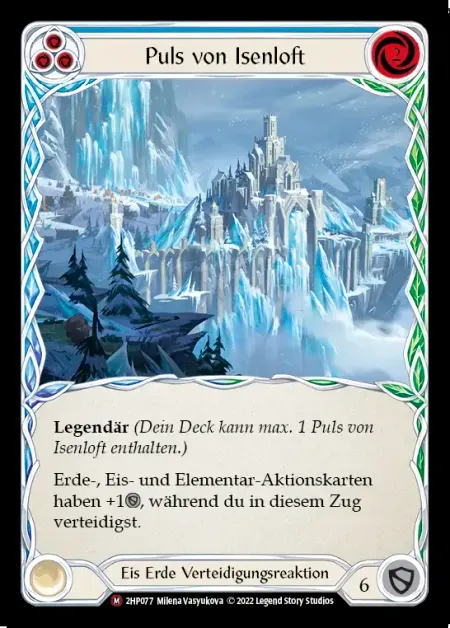 Puls von Isenloft
2
Legendär (Dein Deck kann max. 1 Puls von
Isenloft enthalten.)
Erde-, Eis- und Elementar-Aktionskarten
haben +1, während du in diesem Zug
verteidigst.
Eis Erde Verteidigungsreaktion
6
M 2HP077 Milena Vasyukova © 2022 Legend Story Studios